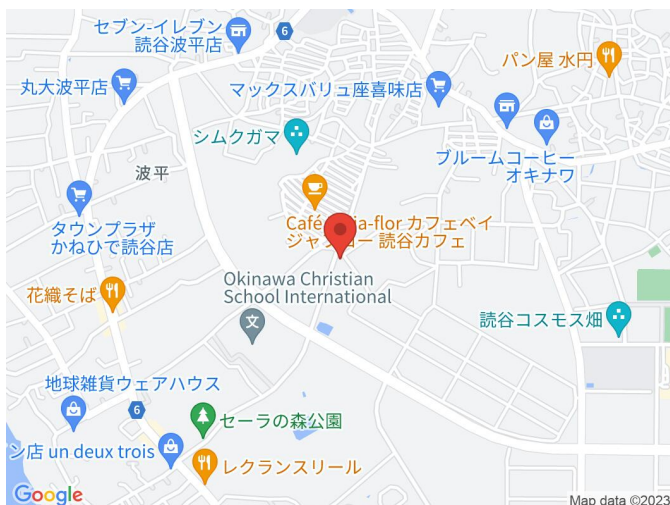 セブン-イレブン
読谷波平店
6
丸大波平店
パン屋 水円
マックスバリュ座喜味店
シムクガマ
ブルームコーヒー
オキナワ
波平
タウンプラザ
かねひで読谷店
Café
a-flor カフェベイ
ジャ
ー 読谷カフェ
Okinawa Christian
School International
文
花織そば
読谷コスモス畑
地球雑貨ウェアハウス
6
セーラの森公園
ン店 un deux trois
レクランスリール
Google
Map data ©2023